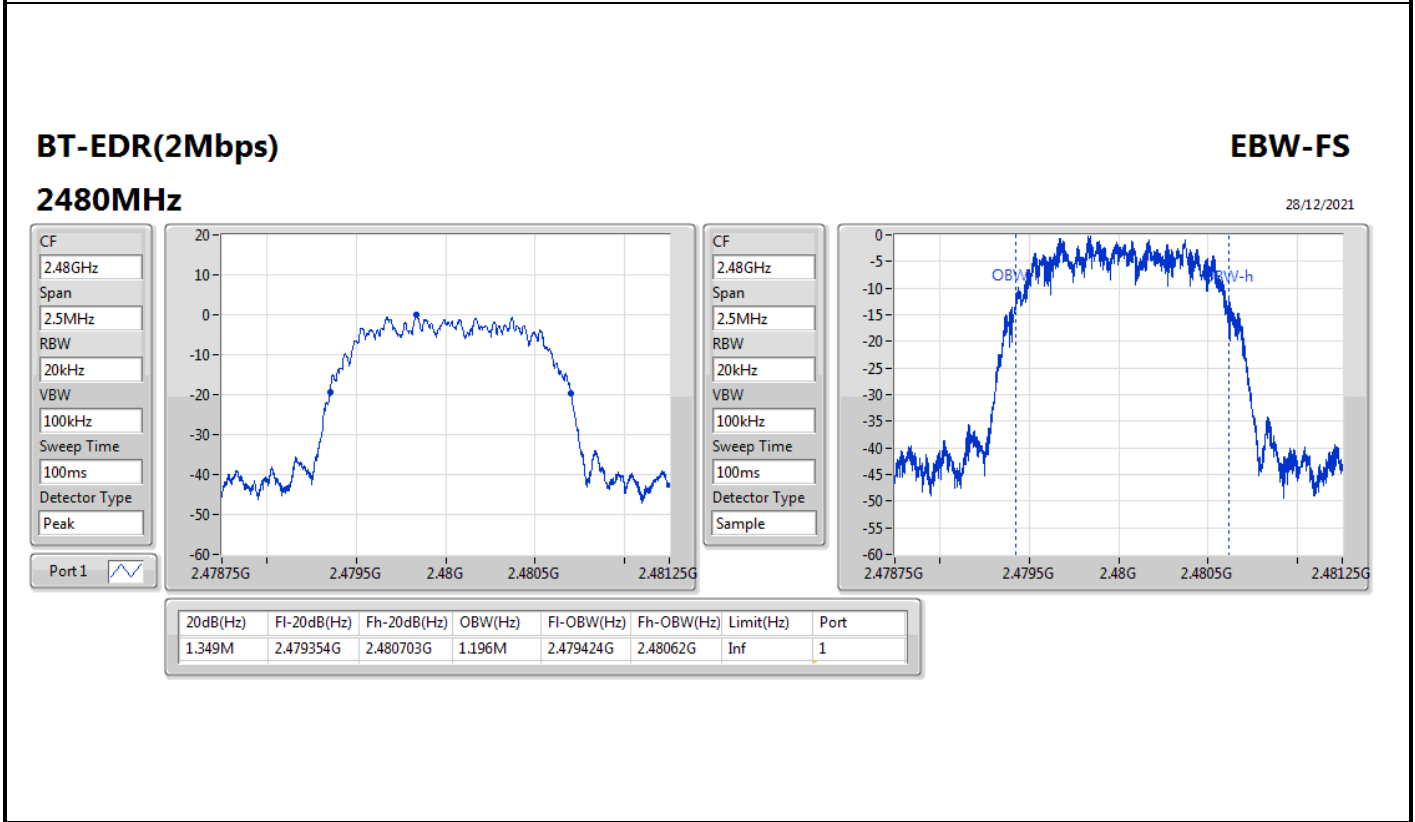 BT-EDR(2Mbps)
EBW-FS
2480MHz
28/12/2021
CF
2.48GHz
Span
2.5MHz
RBW
20kHz
VBW
100kHz
Sweep Time
100ms
Detector Type
Peak
Port 1
20
10
0
-10
-20
-30
-40
-50
-60
2.47875G 2.4795G 2.48G 2.4805G 2.48125G
CF
2.48GHz
Span
2.5MHz
RBW
20kHz
VBW
100kHz
Sweep Time
100ms
Detector Type
Sample
0
-5
-10
-15
-20
-25
-30
-35
-40
-45
-50
-55
-60
OBW
BW-h
2.47875G 2.4795G 2.48G 2.4805G 2.48125G
20dB(Hz) Fl-20dB(Hz) Fh-20dB(Hz) OBW(Hz) Fl-OBW(Hz) Fh-OBW(Hz) Limit(Hz) Port
1.349M 2.479354G 2.480703G 1.196M 2.479424G 2.48062G Inf 1